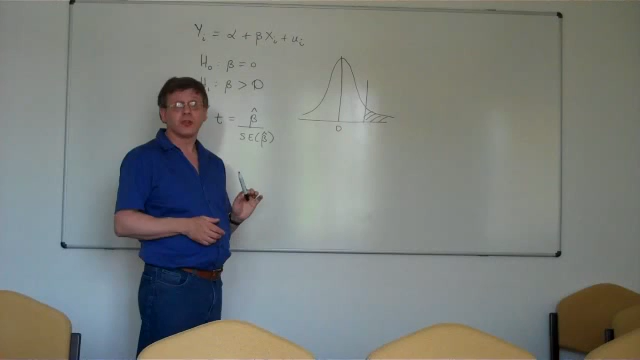 Yᵢ = α + βXᵢ + uᵢ
H₀ : β = 0
H₁ : β > 0
t = β̂ / SE(β̂)
0